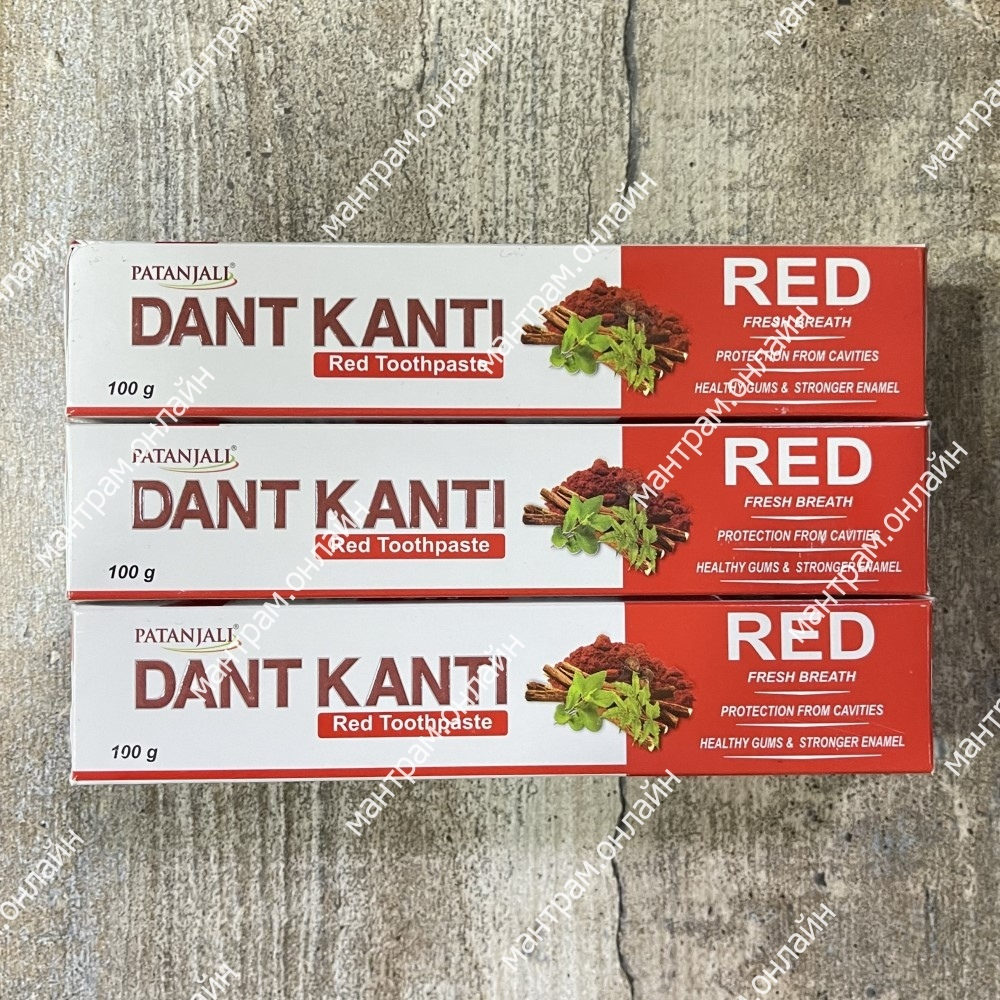 PATANJALI®
DANT KANTI
Red Toothpaste
100 g
RED
FRESH BREATH
PROTECTION FROM CAVITIES
HEALTHY GUMS & STRONGER ENAMEL
PATANJALI®
DANT KANTI
Red Toothpaste
100 g
RED
FRESH BREATH
PROTECTION FROM CAVITIES
HEALTHY GUMS & STRONGER ENAMEL
PATANJALI®
DANT KANTI
Red Toothpaste
100 g
RED
FRESH BREATH
PROTECTION FROM CAVITIES
HEALTHY GUMS & STRONGER ENAMEL
мантрам.онлайн